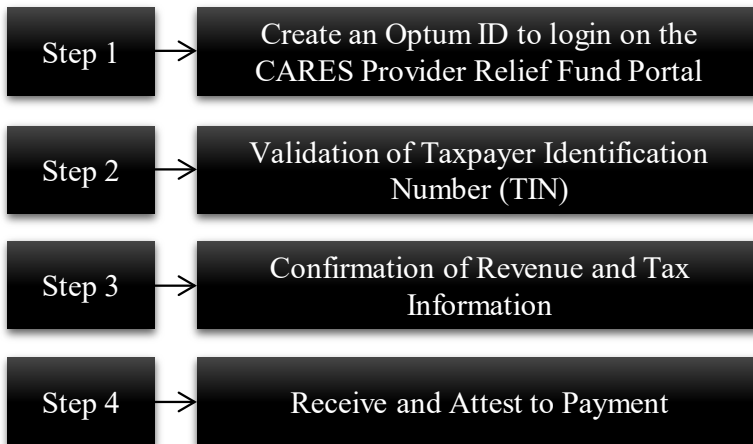 Step 1
Create an Optum ID to login on the
CARES Provider Relief Fund Portal
Step 2
Validation of Taxpayer Identification
Number (TIN)
Step 3
Confirmation of Revenue and Tax
Information
Step 4
Receive and Attest to Payment